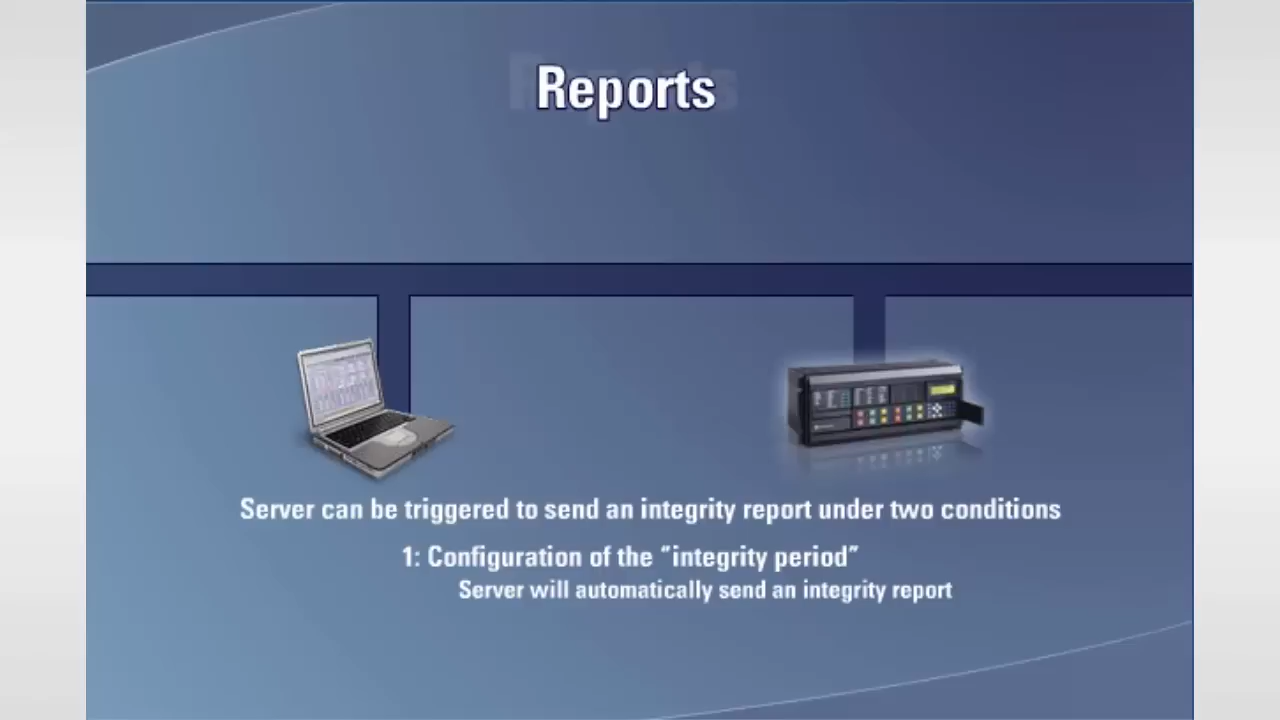 Reports
Server can be triggered to send an integrity report under two conditions
1: Configuration of the "integrity period"
Server will automatically send an integrity report